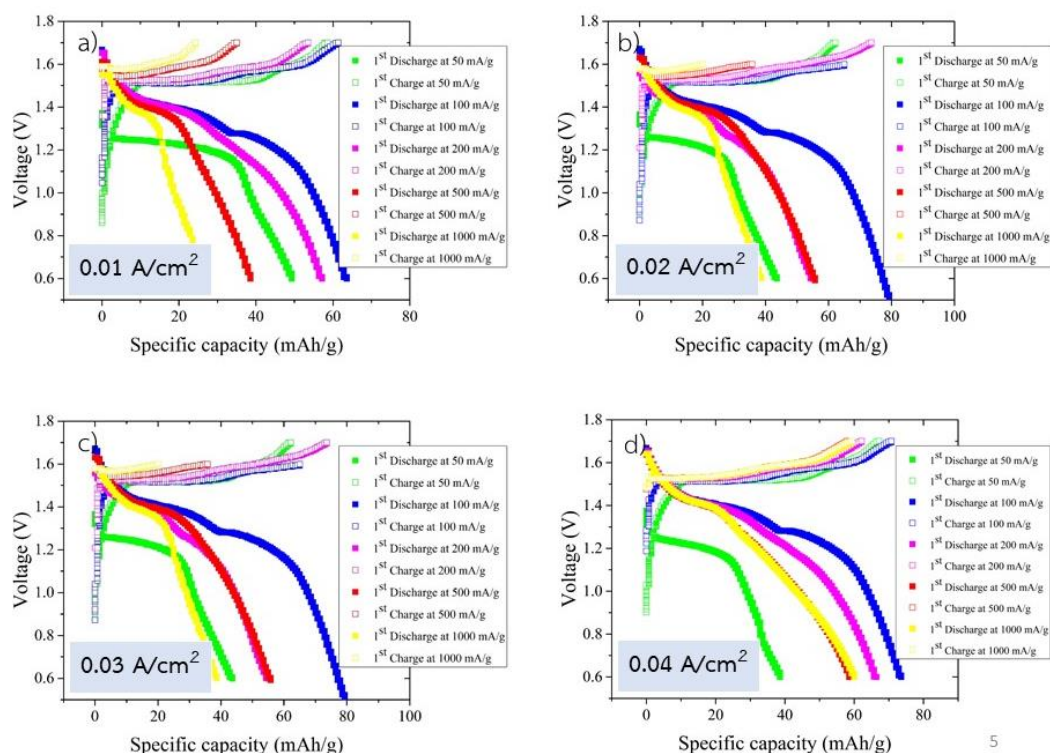 a)
1.8
1.6
1.4
1.2
1.0
0.8
0.6
Voltage (V)
1st Discharge at 50 mA/g
1st Charge at 50 mA/g
1st Discharge at 100 mA/g
1st Charge at 100 mA/g
1st Discharge at 200 mA/g
1st Charge at 200 mA/g
1st Discharge at 500 mA/g
1st Charge at 500 mA/g
1st Discharge at 1000 mA/g
1st Charge at 1000 mA/g
0.01 A/cm2
0 20 40 60 80
Specific capacity (mAh/g)
b)
1.8
1.6
1.4
1.2
1.0
0.8
0.6
Voltage (V)
1st Discharge at 50 mA/g
1st Charge at 50 mA/g
1st Discharge at 100 mA/g
1st Charge at 100 mA/g
1st Discharge at 200 mA/g
1st Charge at 200 mA/g
1st Discharge at 500 mA/g
1st Charge at 500 mA/g
1st Discharge at 1000 mA/g
1st Charge at 1000 mA/g
0.02 A/cm2
0 20 40 60 80 100
Specific capacity (mAh/g)
c)
1.8
1.6
1.4
1.2
1.0
0.8
0.6
Voltage (V)
1st Discharge at 50 mA/g
1st Charge at 50 mA/g
1st Discharge at 100 mA/g
1st Charge at 100 mA/g
1st Discharge at 200 mA/g
1st Charge at 200 mA/g
1st Discharge at 500 mA/g
1st Charge at 500 mA/g
1st Discharge at 1000 mA/g
1st Charge at 1000 mA/g
0.03 A/cm2
0 20 40 60 80 100
Specific capacity (mAh/g)
d)
1.8
1.6
1.4
1.2
1.0
0.8
0.6
Voltage (V)
1st Discharge at 50 mA/g
1st Charge at 50 mA/g
1st Discharge at 100 mA/g
1st Charge at 100 mA/g
1st Discharge at 200 mA/g
1st Charge at 200 mA/g
1st Discharge at 500 mA/g
1st Charge at 500 mA/g
1st Discharge at 1000 mA/g
1st Charge at 1000 mA/g
0.04 A/cm2
0 20 40 60 80
Specific capacity (mAh/g)
5